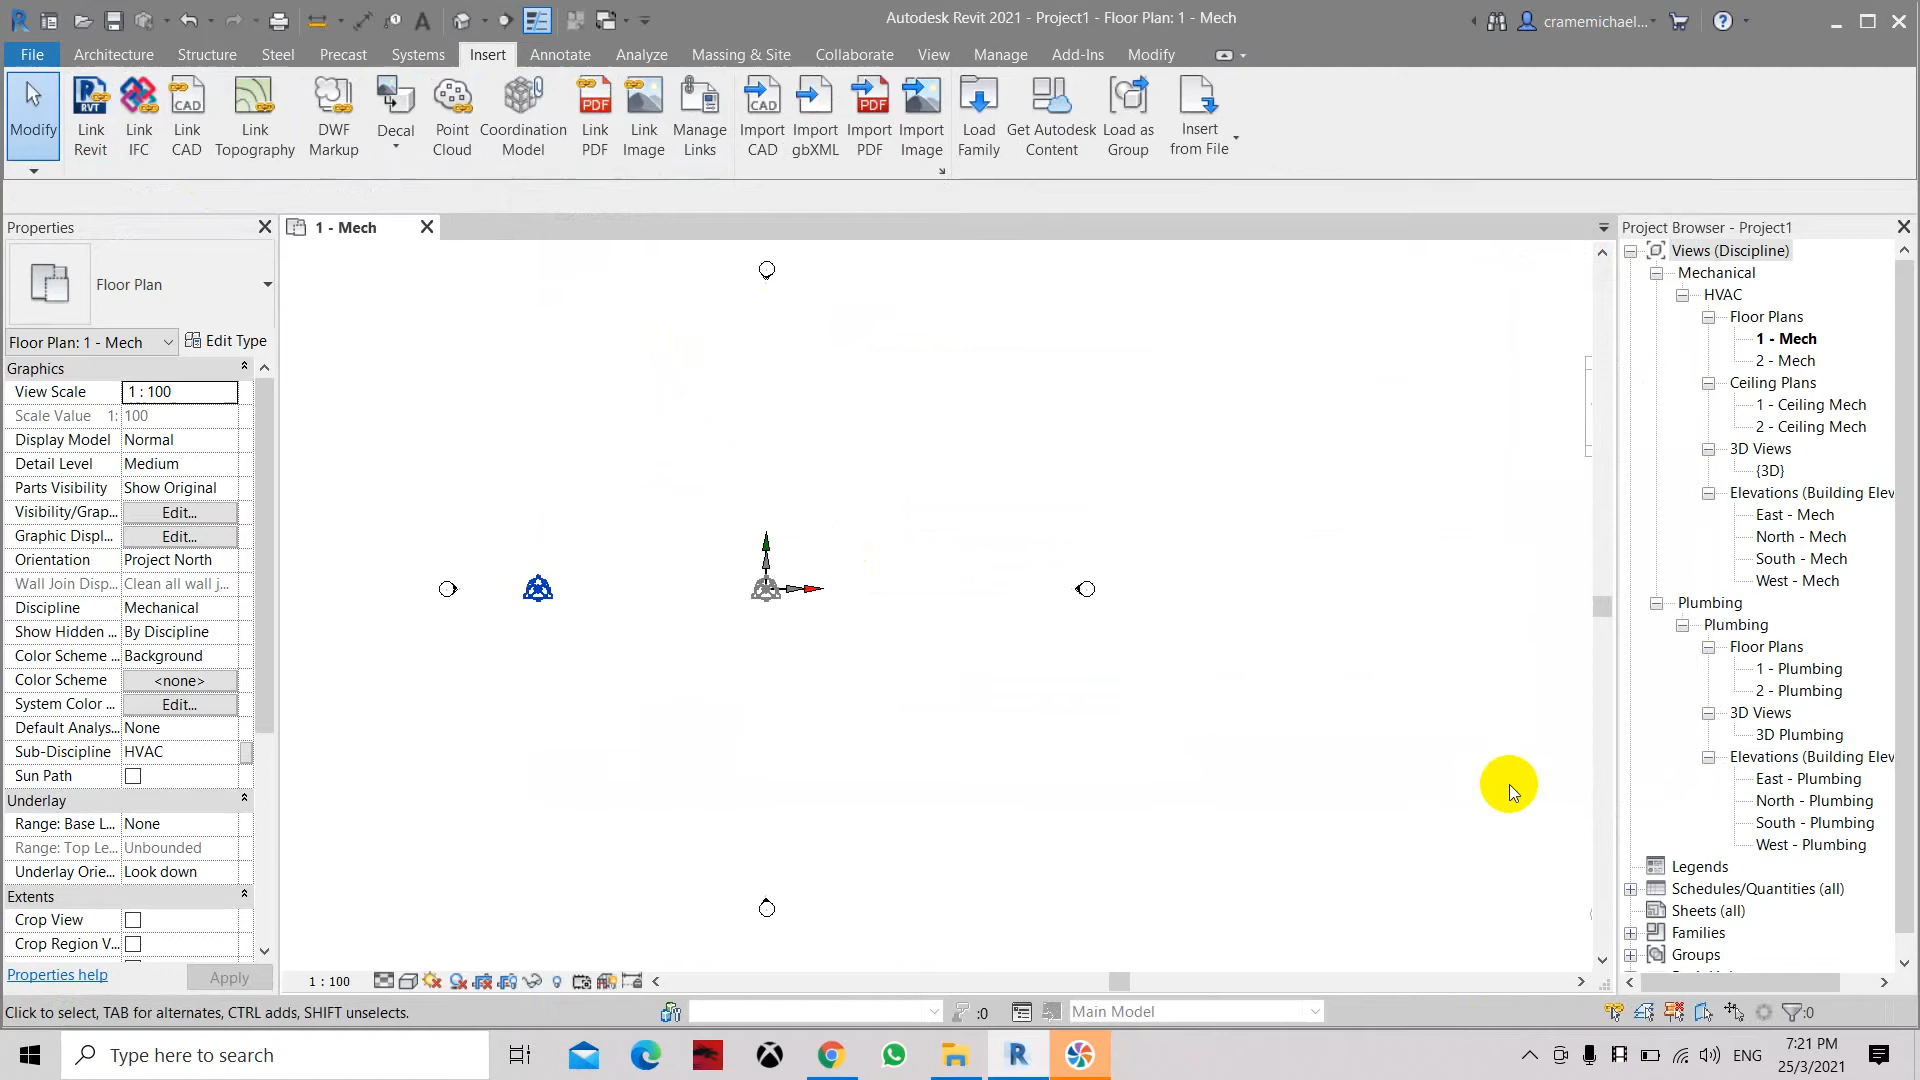 Autodesk Revit 2021 - Project1 - Floor Plan: 1 - Mech
cramemichael...
File Architecture Structure Steel Precast Systems Insert Annotate Analyze Massing & Site Collaborate View Manage Add-Ins Modify
Modify
Link Revit
Link IFC
Link CAD
Link Topography
DWF Markup
Decal
Point Cloud
Coordination Model
Link PDF
Link Image
Manage Links
Import CAD
Import gbXML
Import PDF
Import Image
Load Family
Get Autodesk Content
Load as Group
Insert from File
Properties
Floor Plan
Floor Plan: 1 - Mech
Edit Type
Graphics
View Scale 1 : 100
Scale Value 1: 100
Display Model Normal
Detail Level Medium
Parts Visibility Show Original
Visibility/Grap... Edit...
Graphic Displ... Edit...
Orientation Project North
Wall Join Disp... Clean all wall j...
Discipline Mechanical
Show Hidden ... By Discipline
Color Scheme ... Background
Color Scheme <none>
System Color ... Edit...
Default Analys... None
Sub-Discipline HVAC
Sun Path
Underlay
Range: Base L... None
Range: Top Le... Unbounded
Underlay Orie... Look down
Extents
Crop View
Crop Region V...
Properties help
Apply
1 - Mech
1 : 100
Project Browser - Project1
Views (Discipline)
Mechanical
HVAC
Floor Plans
1 - Mech
2 - Mech
Ceiling Plans
1 - Ceiling Mech
2 - Ceiling Mech
3D Views
{3D}
Elevations (Building Elev
East - Mech
North - Mech
South - Mech
West - Mech
Plumbing
Plumbing
Floor Plans
1 - Plumbing
2 - Plumbing
3D Views
3D Plumbing
Elevations (Building Elev
East - Plumbing
North - Plumbing
South - Plumbing
West - Plumbing
Legends
Schedules/Quantities (all)
Sheets (all)
Families
Groups
Click to select, TAB for alternates, CTRL adds, SHIFT unselects.
:0
Main Model
:0
Type here to search
ENG
7:21 PM
25/3/2021